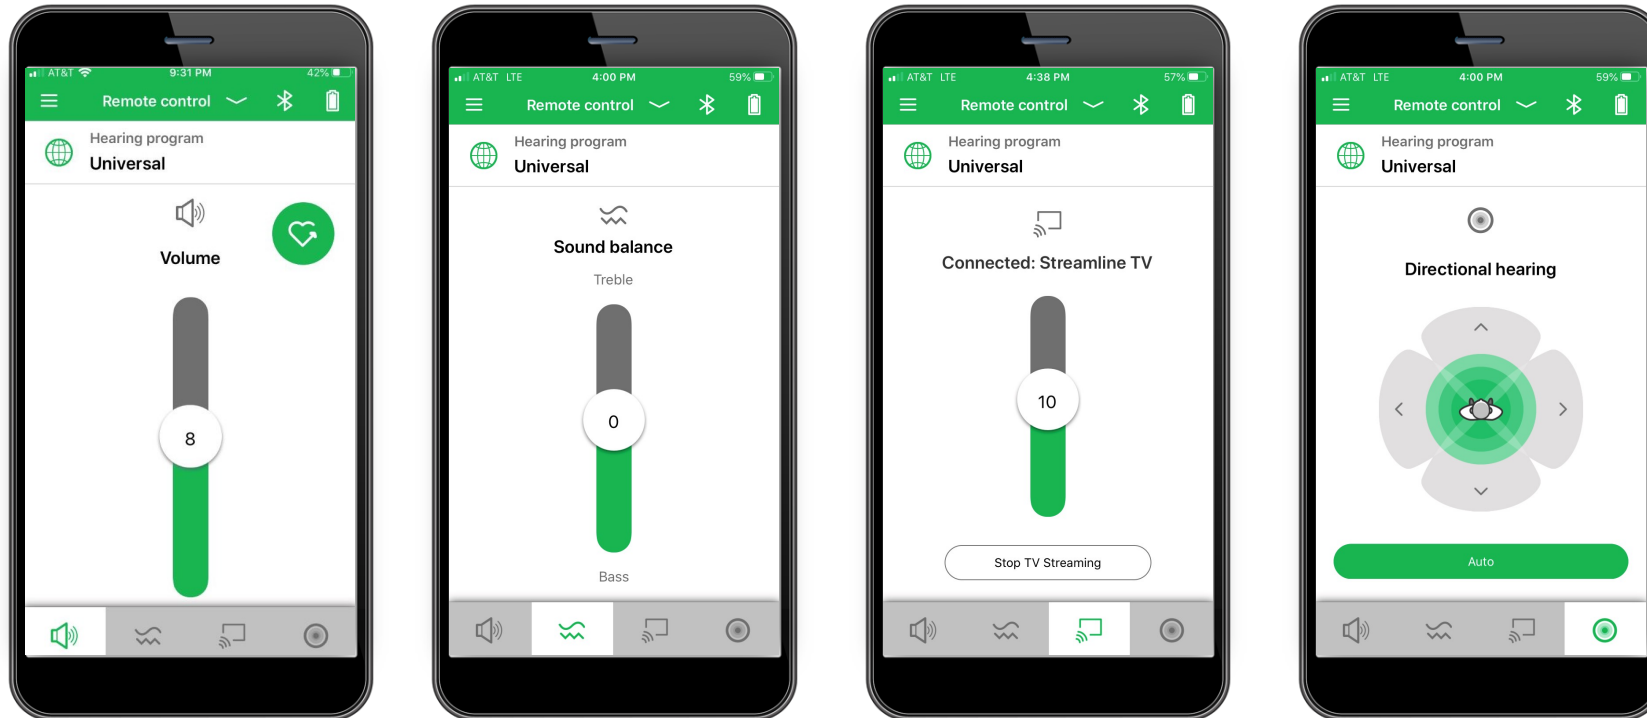 AT&T 9:31 PM 42%
Remote control
Hearing program
Universal
Volume
8
AT&T LTE 4:00 PM 59%
Remote control
Hearing program
Universal
Sound balance
Treble
0
Bass
AT&T LTE 4:38 PM 57%
Remote control
Hearing program
Universal
Connected: Streamline TV
10
Stop TV Streaming
AT&T LTE 4:00 PM 59%
Remote control
Hearing program
Universal
Directional hearing
Auto